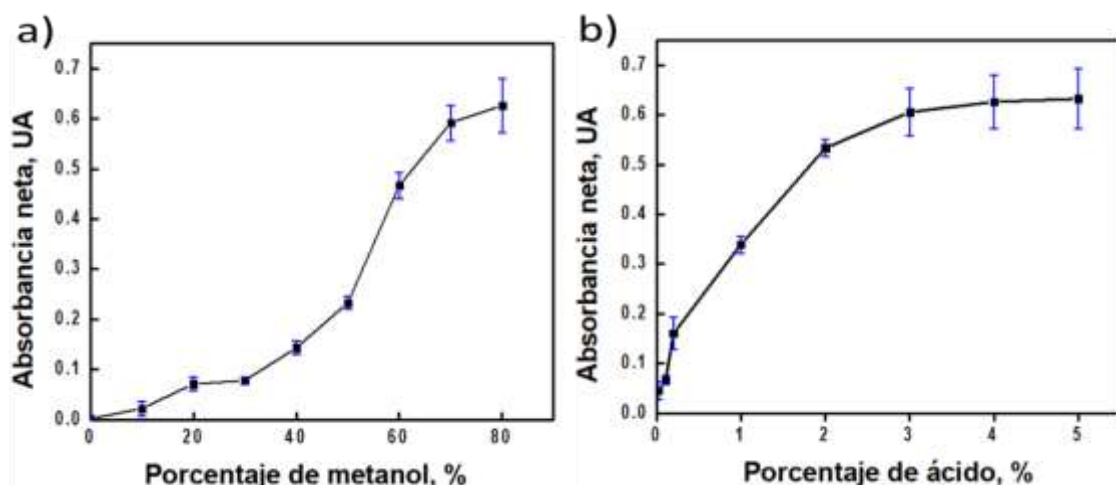 a)
Absorbancia neta, UA
0.7
0.6
0.5
0.4
0.3
0.2
0.1
0.0
0 20 40 60 80
Porcentaje de metanol, %
b)
Absorbancia neta, UA
0.7
0.6
0.5
0.4
0.3
0.2
0.1
0.0
0 1 2 3 4 5
Porcentaje de ácido, %